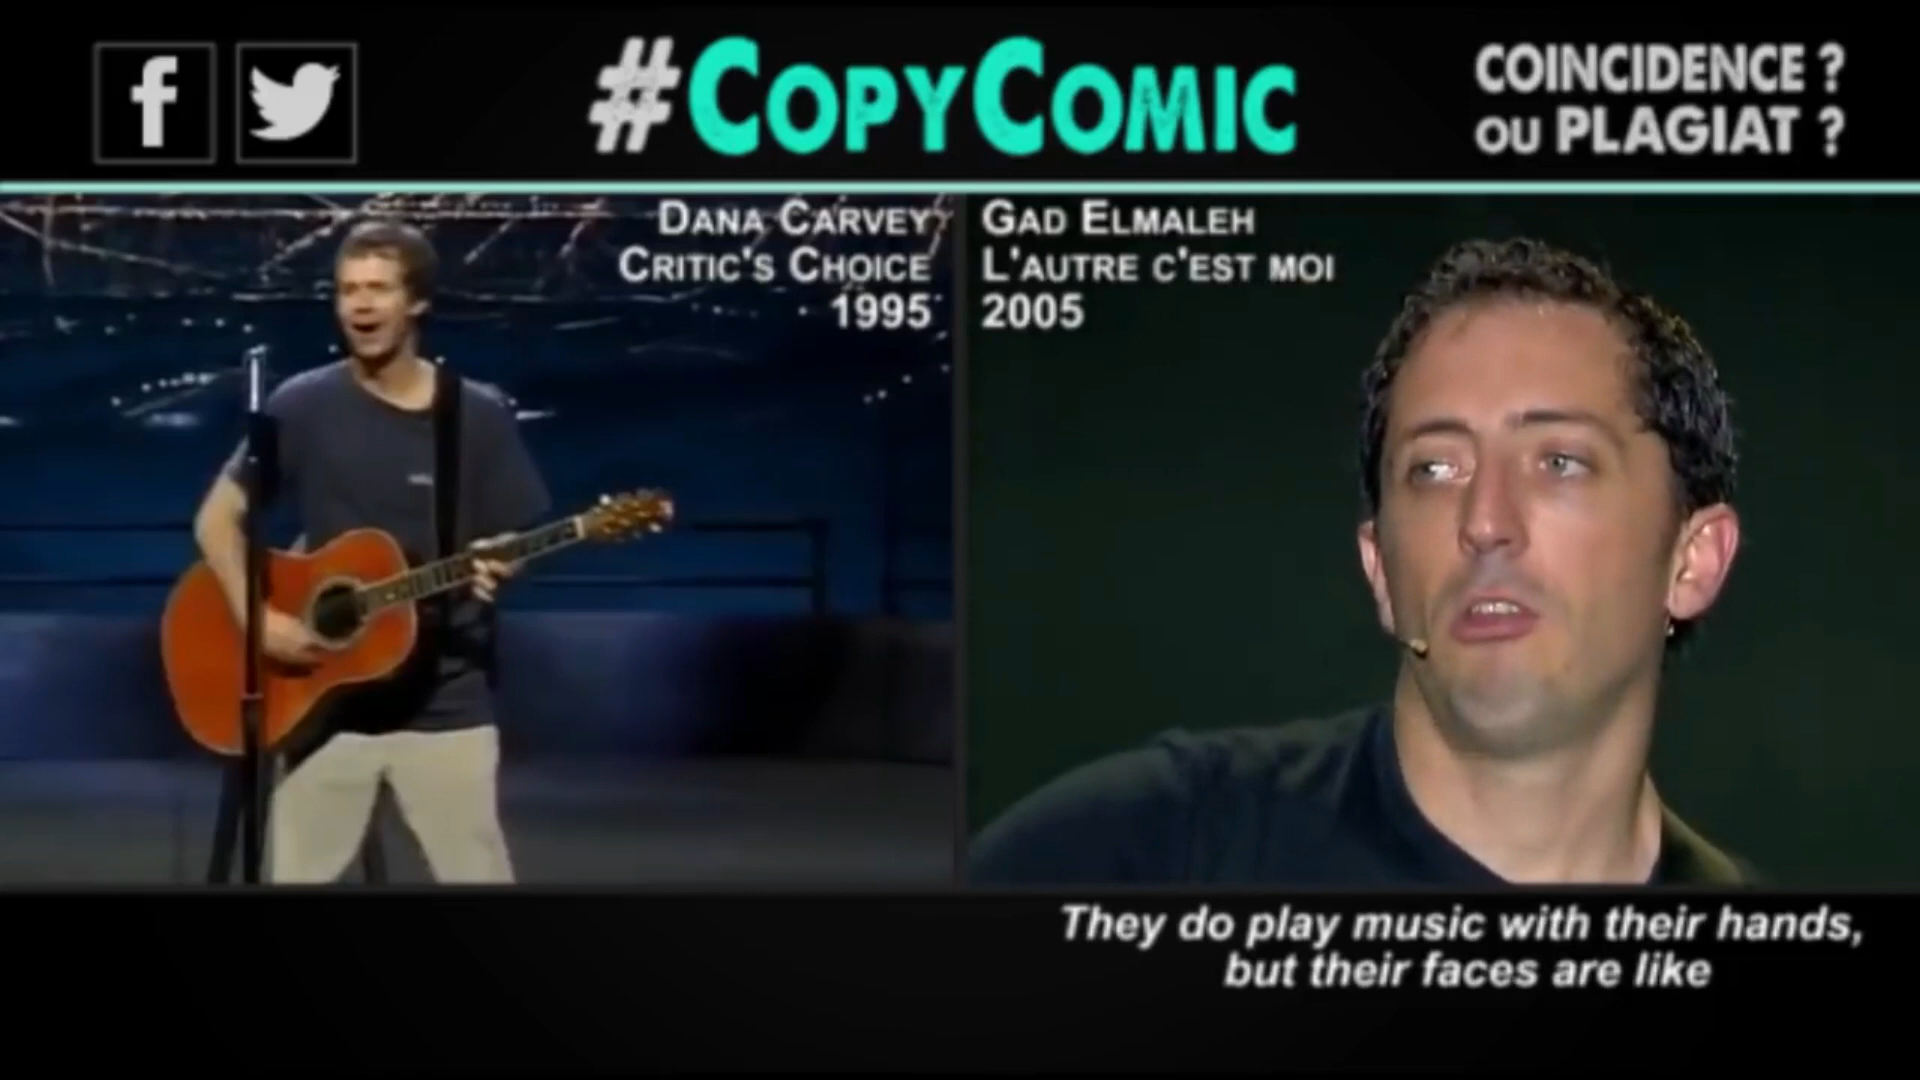 #COPYCOMIC
COINCIDENCE ?
OU PLAGIAT ?
DANA CARVEY
CRITIC'S CHOICE
1995
GAD ELMALEH
L'AUTRE C'EST MOI
2005
They do play music with their hands,
but their faces are like